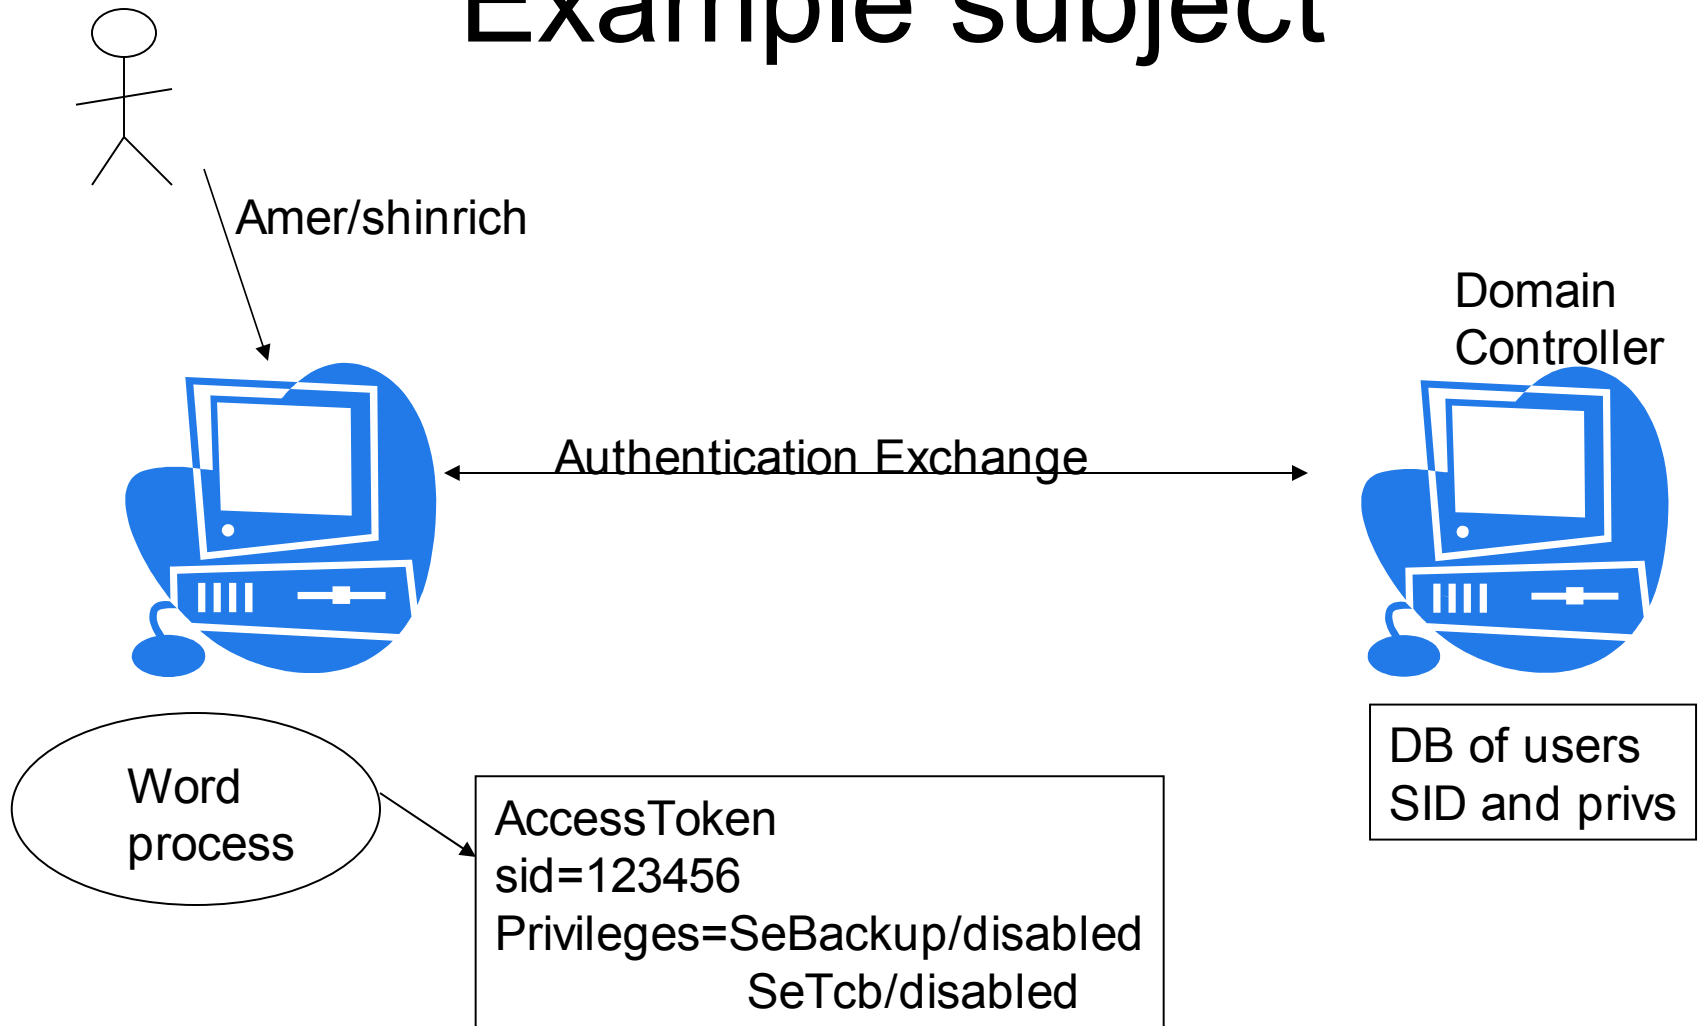 Example subject
Amer/shinrich
Domain
Controller
Authentication Exchange
Word
process
AccessToken
sid=123456
Privileges=SeBackup/disabled
SeTcb/disabled
DB of users
SID and privs